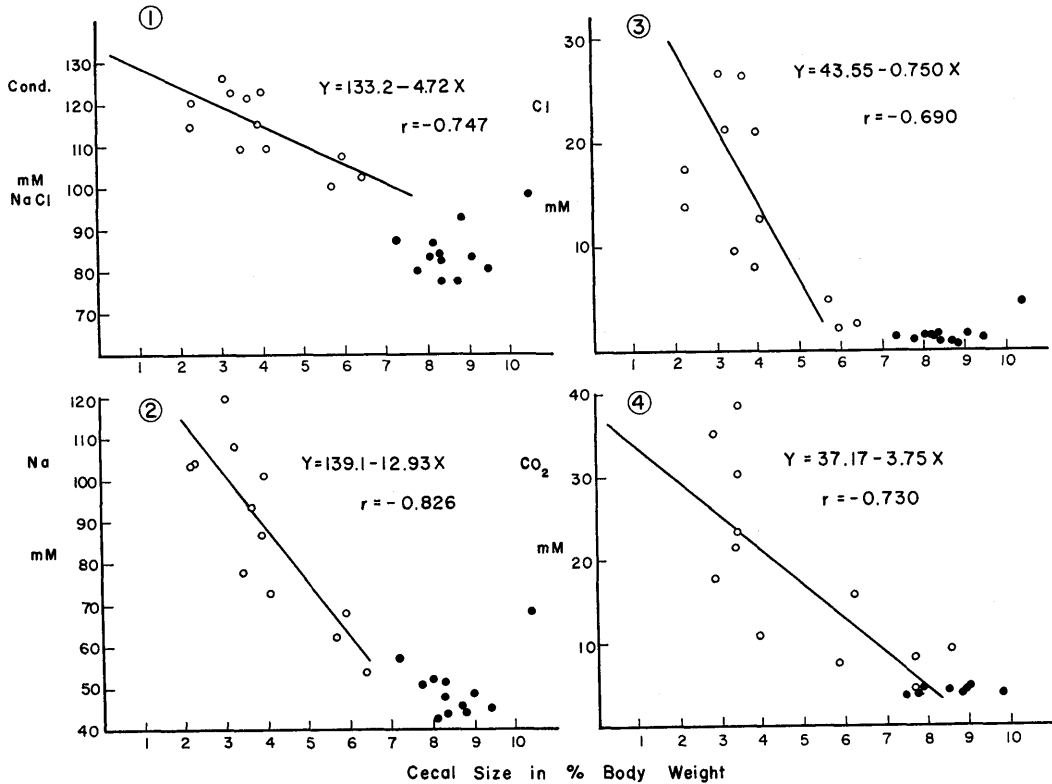 ①
Cond.
mM
NaCl
130
120
110
100
90
80
70
Y=133.2-4.72 X
r=-0.747
1 2 3 4 5 6 7 8 9 10
③
Cl
mM
30
20
10
Y=43.55-0.750 X
r=-0.690
1 2 3 4 5 6 7 8 9 10
②
Na
mM
120
110
100
90
80
70
60
50
40
Y=139.1-12.93X
r=-0.826
1 2 3 4 5 6 7 8 9 10
④
CO2
mM
40
30
20
10
Y=37.17-3.75 X
r=-0.730
1 2 3 4 5 6 7 8 9 10
Cecal Size in % Body Weight